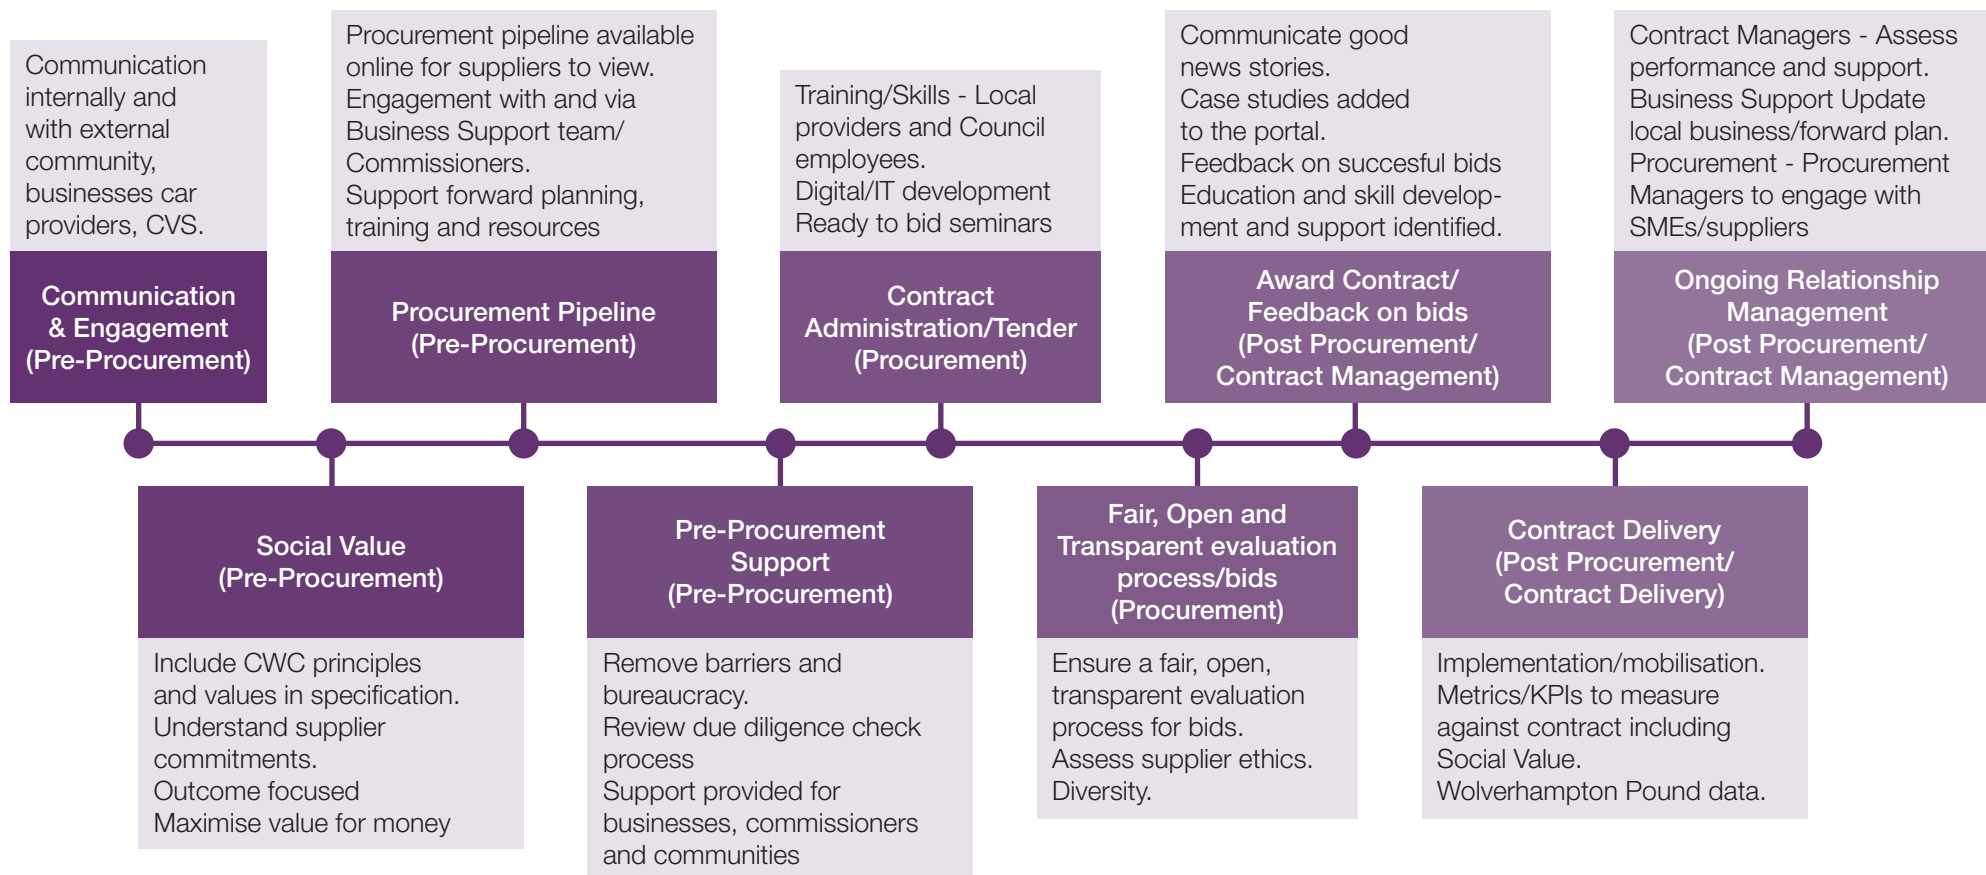 Communication
internally and
with external
community,
businesses car
providers, CVS.
Communication
& Engagement
(Pre-Procurement)
Social Value
(Pre-Procurement)
Include CWC principles
and values in specification.
Understand supplier
commitments.
Outcome focused
Maximise value for money
Procurement pipeline available
online for suppliers to view.
Engagement with and via
Business Support team/
Commissioners.
Support forward planning,
training and resources
Procurement Pipeline
(Pre-Procurement)
Pre-Procurement
Support
(Pre-Procurement)
Remove barriers and
bureaucracy.
Review due diligence check
process
Support provided for
businesses, commissioners
and communities
Training/Skills - Local
providers and Council
employees.
Digital/IT development
Ready to bid seminars
Contract
Administration/Tender
(Procurement)
Fair, Open and
Transparent evaluation
process/bids
(Procurement)
Ensure a fair, open,
transparent evaluation
process for bids.
Assess supplier ethics.
Diversity.
Communicate good
news stories.
Case studies added
to the portal.
Feedback on succesful bids
Education and skill develop-
ment and support identified.
Award Contract/
Feedback on bids
(Post Procurement/
Contract Management)
Contract Delivery
(Post Procurement/
Contract Delivery)
Implementation/mobilisation.
Metrics/KPIs to measure
against contract including
Social Value.
Wolverhampton Pound data.
Contract Managers - Assess
performance and support.
Business Support Update
local business/forward plan.
Procurement - Procurement
Managers to engage with
SMEs/suppliers
Ongoing Relationship
Management
(Post Procurement/
Contract Management)